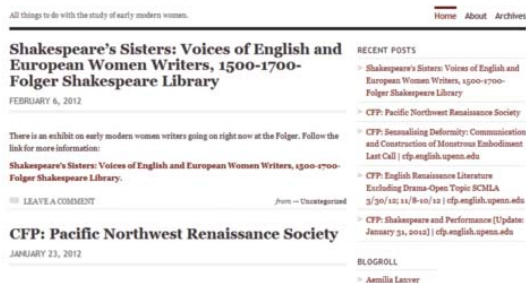 All things to do with the study of early modern women.
Home About Archives
Shakespeare's Sisters: Voices of English and
European Women Writers, 1500-1700-
Folger Shakespeare Library
FEBRUARY 6, 2012
There is an exhibit on early modern women writers going on right now at the Folger. Follow the
link for more information:
Shakespeare's Sisters: Voices of English and European Women Writers, 1500-1700-
Folger Shakespeare Library.
LEAVE A COMMENT
from — Uncategorized
CFP: Pacific Northwest Renaissance Society
JANUARY 23, 2012
RECENT POSTS
> Shakespeare's Sisters: Voices of English and
European Women Writers, 1500-1700-
Folger Shakespeare Library
> CFP: Pacific Northwest Renaissance Society
> CFP: Sensualising Deformity: Communication
and Construction of Monstrous Embodiment
Last Call | cfp.english.upenn.edu
> CFP: English Renaissance Literature
Excluding Drama-Open Topic SCMLA
3/30/12; 11/8-10/12 | cfp.english.upenn.edu
> CFP: Shakespeare and Performance [Update:
January 31, 2012] | cfp.english.upenn.edu
BLOGROLL
> Aemilia Lanyer